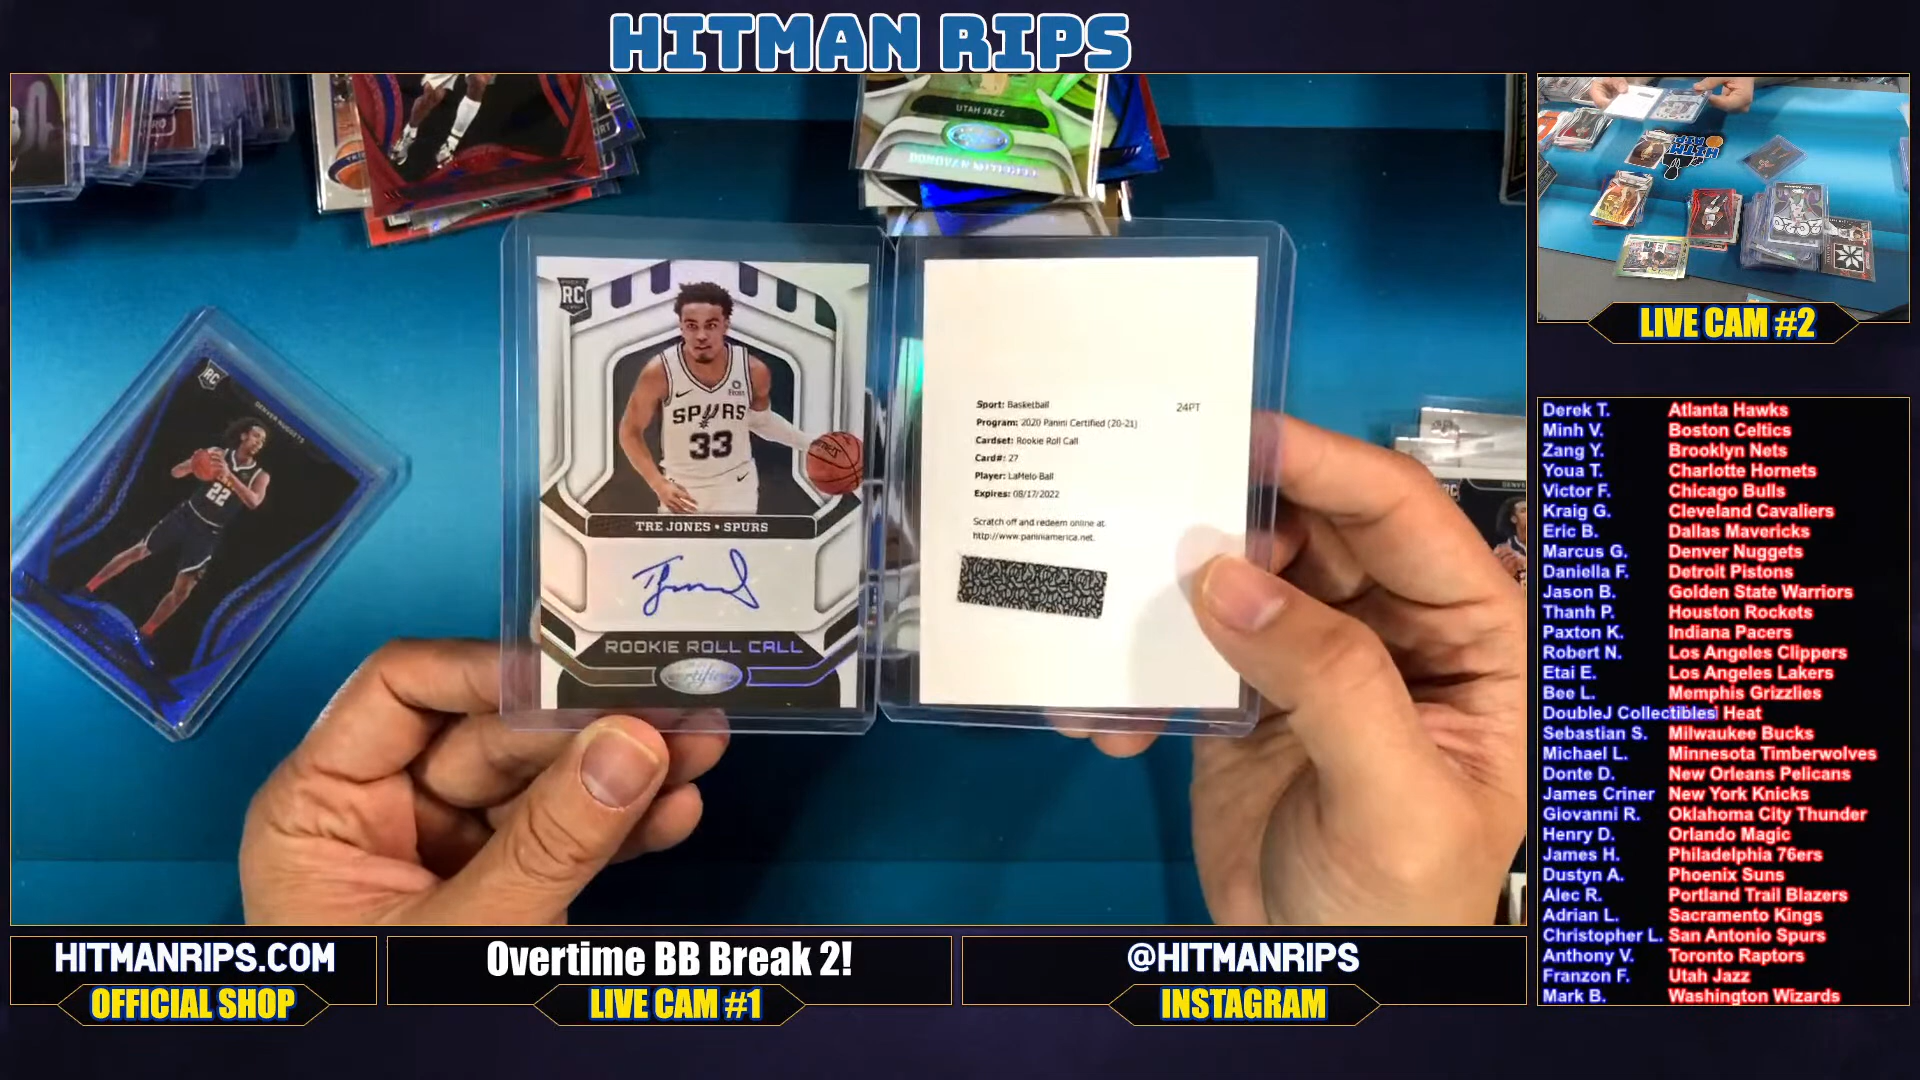 HITMAN RIPS
UTAH JAZZ
DONOVAN MITCHELL
RC
DENVER NUGGETS
22
RC
SPURS
33
TRE JONES • SPURS
ROOKIE ROLL CALL
certified
Sport: Basketball
24PT
Program: 2020 Panini Certified (20-21)
Cardset: Rookie Roll Call
Card#: 27
Player: LaMelo Ball
Expires: 08/17/2022
Scratch off and redeem online at
http://www.paniniamerica.net.
RC
LIVE CAM #2
Derek T. Atlanta Hawks
Minh V. Boston Celtics
Zang Y. Brooklyn Nets
Youa T. Charlotte Hornets
Victor F. Chicago Bulls
Kraig G. Cleveland Cavaliers
Eric B. Dallas Mavericks
Marcus G. Denver Nuggets
Daniella F. Detroit Pistons
Jason B. Golden State Warriors
Thanh P. Houston Rockets
Paxton K. Indiana Pacers
Robert N. Los Angeles Clippers
Etai E. Los Angeles Lakers
Bee L. Memphis Grizzlies
DoubleJ Collectibles Heat
Sebastian S. Milwaukee Bucks
Michael L. Minnesota Timberwolves
Donte D. New Orleans Pelicans
James Criner New York Knicks
Giovanni R. Oklahoma City Thunder
Henry D. Orlando Magic
James H. Philadelphia 76ers
Dustyn A. Phoenix Suns
Alec R. Portland Trail Blazers
Adrian L. Sacramento Kings
Christopher L. San Antonio Spurs
Anthony V. Toronto Raptors
Franzon F. Utah Jazz
Mark B. Washington Wizards
HITMANRIPS.COM
OFFICIAL SHOP
Overtime BB Break 2!
LIVE CAM #1
@HITMANRIPS
INSTAGRAM